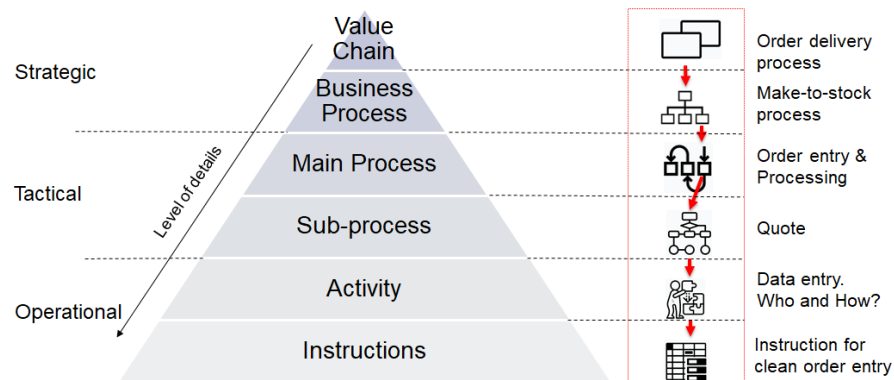 Value
Chain
Order delivery
process
Strategic
Business
Process
Make-to-stock
process
Level of details
Main Process
Order entry &
Processing
Tactical
Sub-process
Quote
Activity
Data entry.
Who and How?
Operational
Instructions
Instruction for
clean order entry